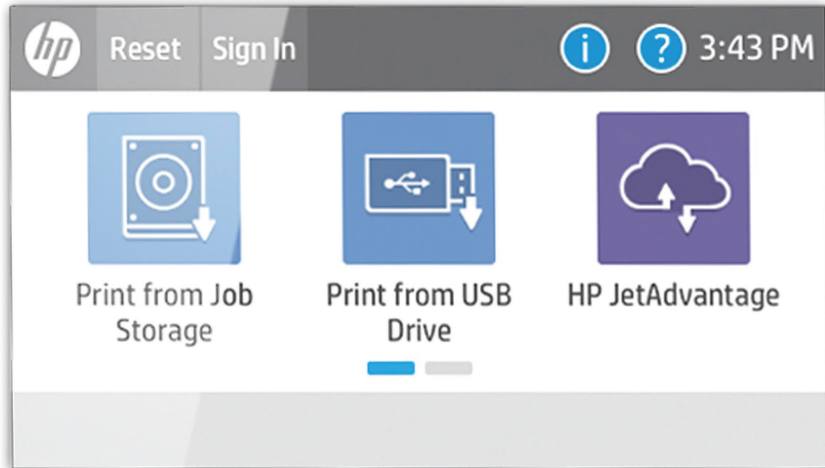 hp Reset Sign In i ? 3:43 PM
Print from Job Storage
Print from USB Drive
HP JetAdvantage